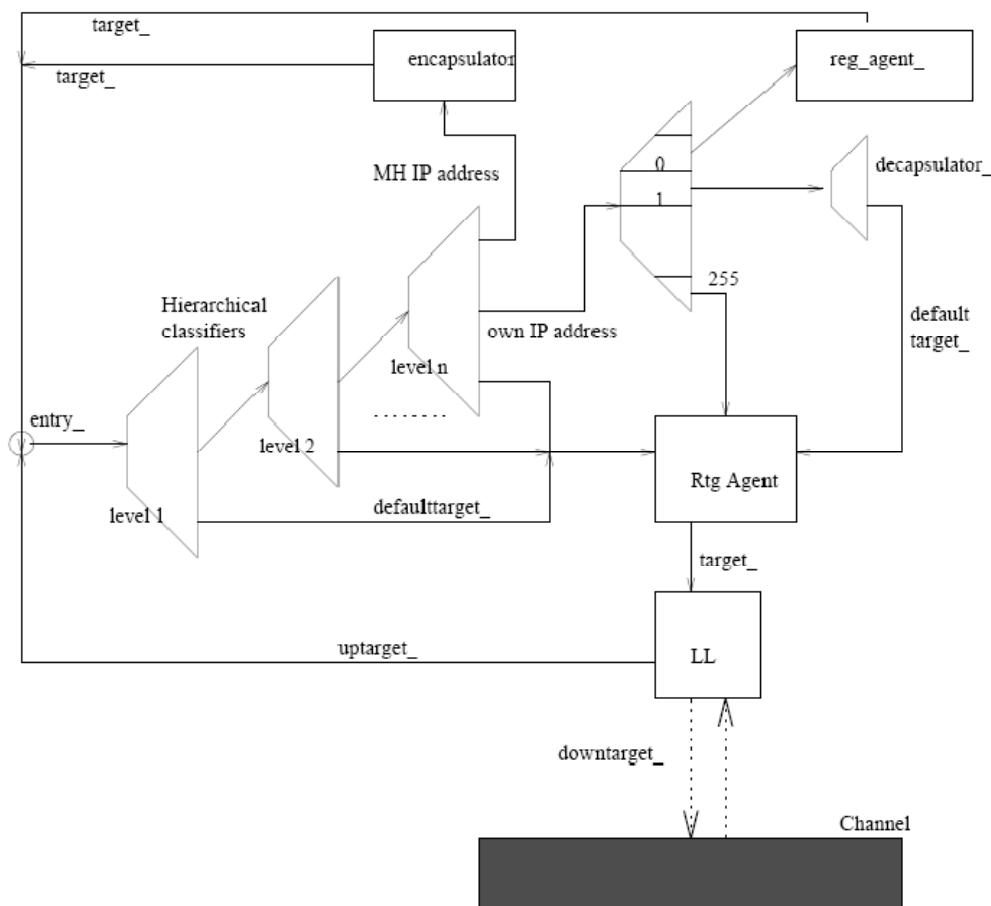 target_
target_
encapsulator
reg_agent_
MH IP address
0
1
decapsulator_
255
Hierarchical
classifiers
own IP address
default
target_
level n
entry_
level 2
Rtg Agent
level 1
defaulttarget_
target_
uptarget_
LL
downtarget_
Channel